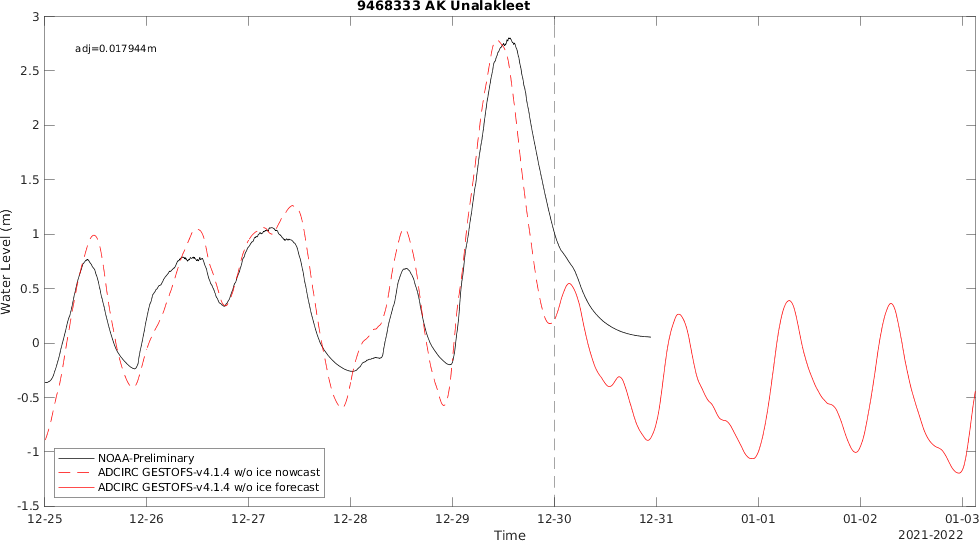 9468333 AK Unalakleet
adj=0.017944m
3
2.5
2
1.5
1
0.5
0
-0.5
-1
-1.5
Water Level (m)
NOAA-Preliminary
ADCIRC GESTOFS-v4.1.4 w/o ice nowcast
ADCIRC GESTOFS-v4.1.4 w/o ice forecast
12-25 12-26 12-27 12-28 12-29 12-30 12-31 01-01 01-02 01-03
Time
2021-2022